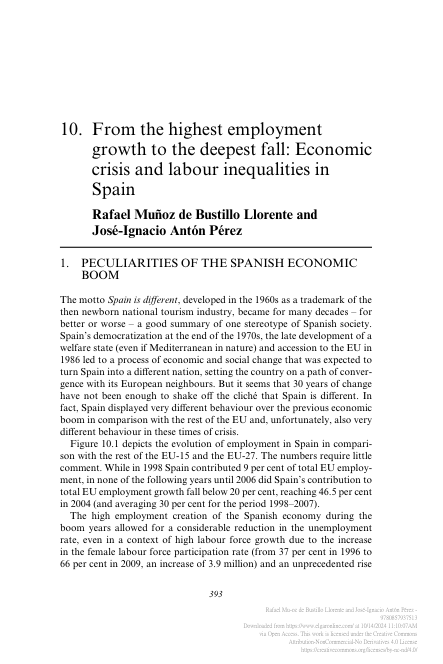 10. From the highest employment
growth to the deepest fall: Economic
crisis and labour inequalities in
Spain
Rafael Muñoz de Bustillo Llorente and
José-Ignacio Antón Pérez
1. PECULIARITIES OF THE SPANISH ECONOMIC
BOOM
The motto Spain is different, developed in the 1960s as a trademark of the
then newborn national tourism industry, became for many decades – for
better or worse – a good summary of one stereotype of Spanish society.
Spain's democratization at the end of the 1970s, the late development of a
welfare state (even if Mediterranean in nature) and accession to the EU in
1986 led to a process of economic and social change that was expected to
turn Spain into a different nation, setting the country on a path of conver-
gence with its European neighbours. But it seems that 30 years of change
have not been enough to shake off the cliché that Spain is different. In
fact, Spain displayed very different behaviour over the previous economic
boom in comparison with the rest of the EU and, unfortunately, also very
different behaviour in these times of crisis.
Figure 10.1 depicts the evolution of employment in Spain in compari-
son with the rest of the EU-15 and the EU-27. The numbers require little
comment. While in 1998 Spain contributed 9 per cent of total EU employ-
ment, in none of the following years until 2006 did Spain's contribution to
total EU employment growth fall below 20 per cent, reaching 46.5 per cent
in 2004 (and averaging 30 per cent for the period 1998–2007).
The high employment creation of the Spanish economy during the
boom years allowed for a considerable reduction in the unemployment
rate, even in a context of high labour force growth due to the increase
in the female labour force participation rate (from 37 per cent in 1996 to
66 per cent in 2009, an increase of 3.9 million) and an unprecedented rise
393
Rafael Mu-oz de Bustillo Llorente and José-Ignacio Antón Pérez -
9780857937513
Downloaded from https://www.elgaronline.com/ at 10/14/2024 11:10:07AM
via Open Access. This work is licensed under the Creative Commons
Attribution-NonCommercial-No Derivatives 4.0 License
https://creativecommons.org/licenses/by-nc-nd/4.0/